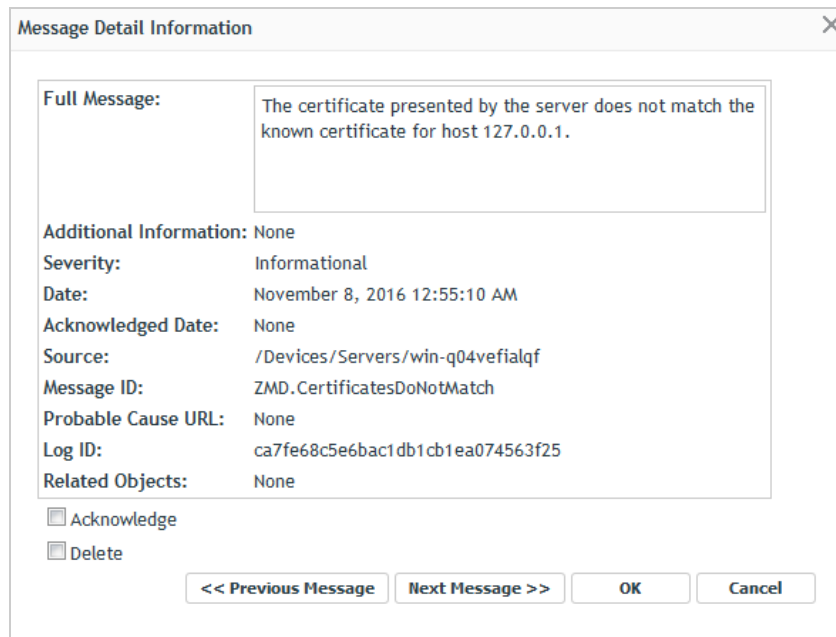 Message Detail Information
Full Message:
The certificate presented by the server does not match the
known certificate for host 127.0.0.1.
Additional Information: None
Severity: Informational
Date: November 8, 2016 12:55:10 AM
Acknowledged Date: None
Source: /Devices/Servers/win-q04vefialqf
Message ID: ZMD.CertificatesDoNotMatch
Probable Cause URL: None
Log ID: ca7fe68c5e6bac1db1cb1ea074563f25
Related Objects: None
Acknowledge
Delete
<< Previous Message Next Message >> OK Cancel